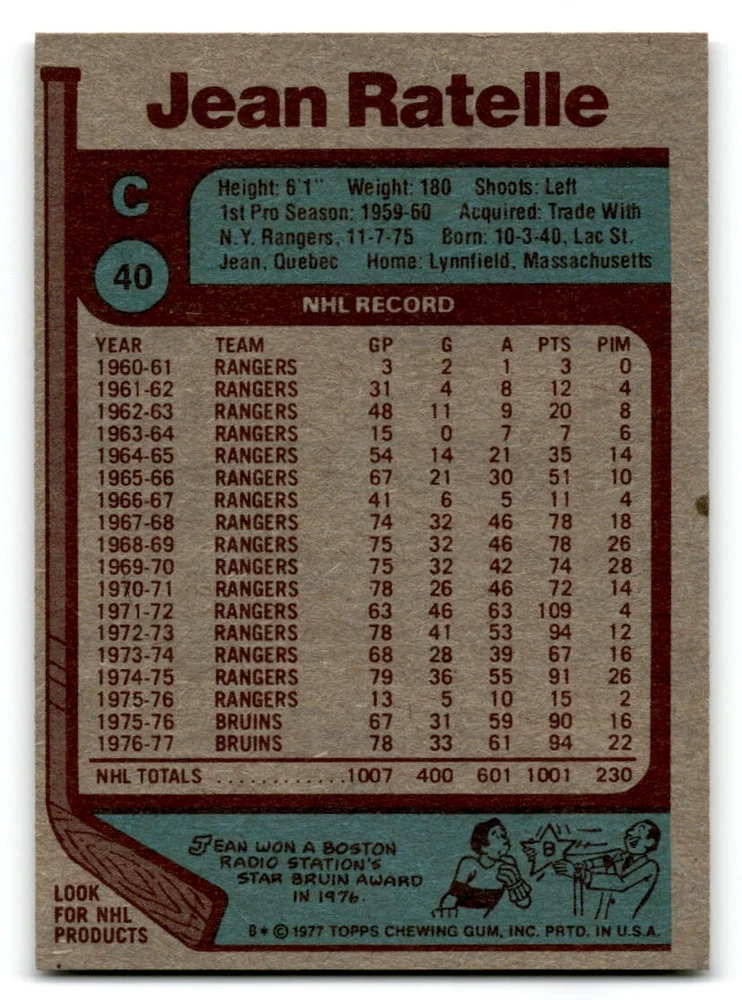 Jean Ratelle
C
40
Height: 6'1" Weight: 180 Shoots: Left
1st Pro Season: 1959-60 Acquired: Trade With
N.Y. Rangers, 11-7-75 Born: 10-3-40, Lac St.
Jean, Quebec Home: Lynnfield, Massachusetts
NHL RECORD
YEAR TEAM GP G A PTS PIM
1960-61 RANGERS 3 2 1 3 0
1961-62 RANGERS 31 4 8 12 4
1962-63 RANGERS 48 11 9 20 8
1963-64 RANGERS 15 0 7 7 6
1964-65 RANGERS 54 14 21 35 14
1965-66 RANGERS 67 21 30 51 10
1966-67 RANGERS 41 6 5 11 4
1967-68 RANGERS 74 32 46 78 18
1968-69 RANGERS 75 32 46 78 26
1969-70 RANGERS 75 32 42 74 28
1970-71 RANGERS 78 26 46 72 14
1971-72 RANGERS 63 46 63 109 4
1972-73 RANGERS 78 41 53 94 12
1973-74 RANGERS 68 28 39 67 16
1974-75 RANGERS 79 36 55 91 26
1975-76 RANGERS 13 5 10 15 2
1975-76 BRUINS 67 31 59 90 16
1976-77 BRUINS 78 33 61 94 22
NHL TOTALS ............1007 400 601 1001 230
JEAN WON A BOSTON
RADIO STATION'S
STAR BRUIN AWARD
IN 1976.
B
LOOK
FOR NHL
PRODUCTS
B* © 1977 TOPPS CHEWING GUM, INC. PRTD. IN U.S.A.